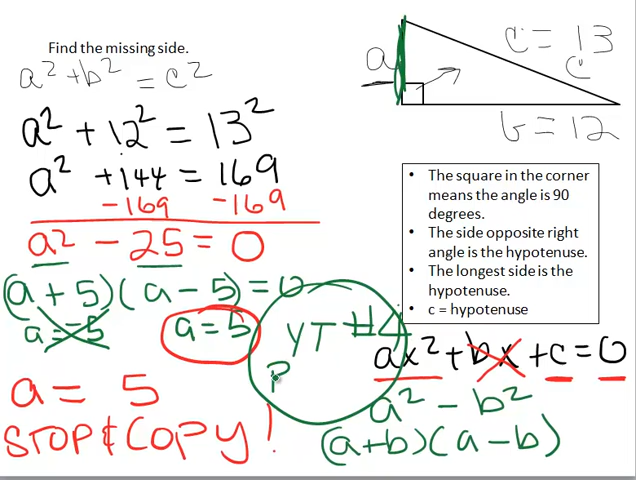 Find the missing side.
a² + b² = c²
a² + 12² = 13²
a² + 144 = 169
-169 -169
a² - 25 = 0
(a + 5)(a - 5) = 0
a = -5
a = 5
a = 5
STOP & COPY!
c = 13
c
a
b = 12
• The square in the corner
means the angle is 90
degrees.
• The side opposite right
angle is the hypotenuse.
• The longest side is the
hypotenuse.
• c = hypotenuse
YT #4
P
ax² + bx + c = 0
a² - b²
(a+b)(a-b)